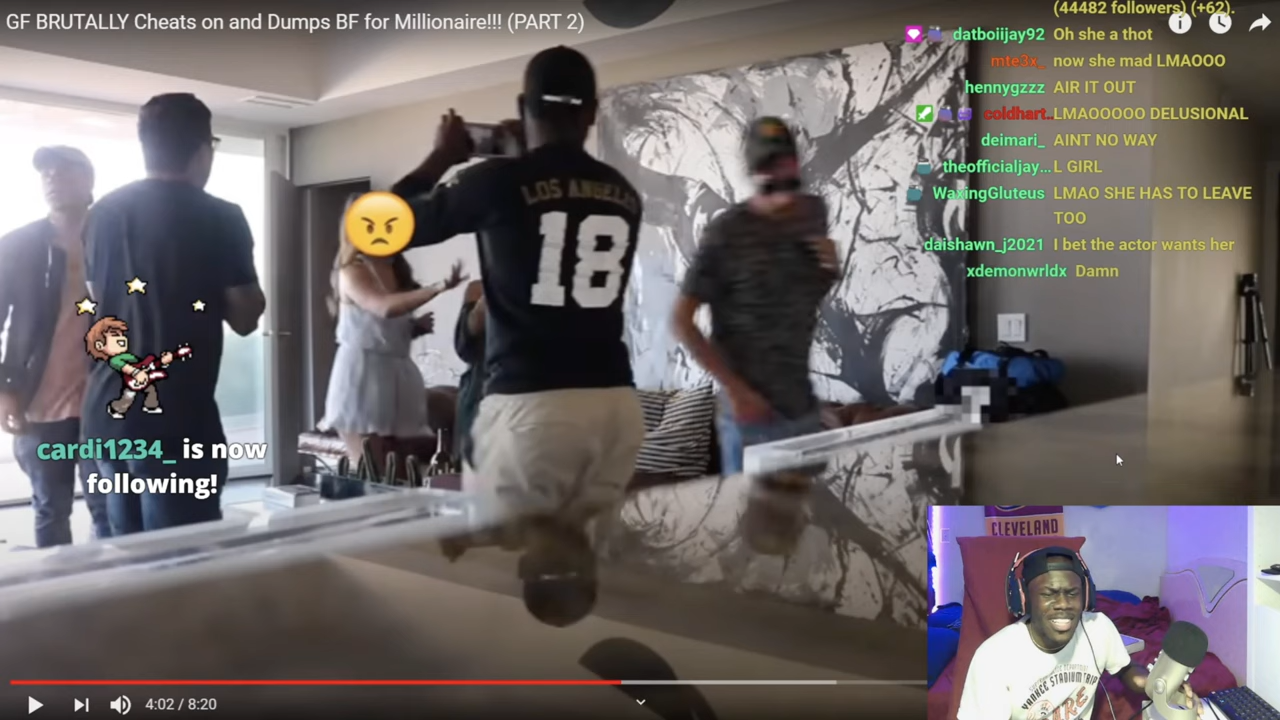 GF BRUTALLY Cheats on and Dumps BF for Millionaire!!! (PART 2)
(44482 followers) (+62).
datboiijay92 Oh she a thot
mte3x_ now she mad LMAOOO
hennygzzz AIR IT OUT
coldhart.. LMAOOOOO DELUSIONAL
deimari_ AINT NO WAY
theofficialjay... L GIRL
WaxingGluteus LMAO SHE HAS TO LEAVE
TOO
daishawn_j2021 I bet the actor wants her
xdemonwrldx Damn
LOS ANGELES
18
cardi1234_ is now
following!
CLEVELAND
YANKEE STADIUM TRIP
4:02 / 8:20